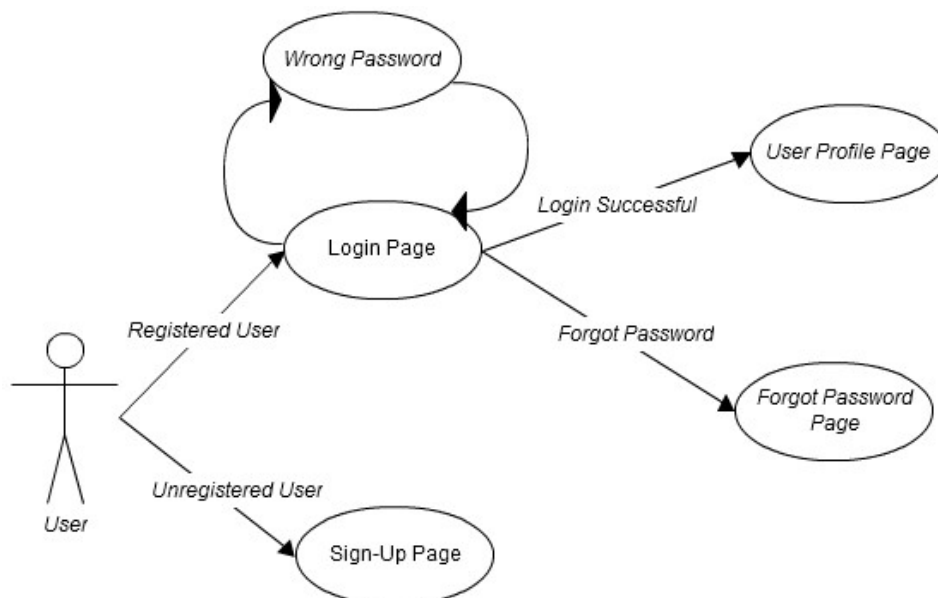 Wrong Password
User Profile Page
Login Successful
Login Page
Registered User
Forgot Password
Forgot Password
Page
Unregistered User
User
Sign-Up Page